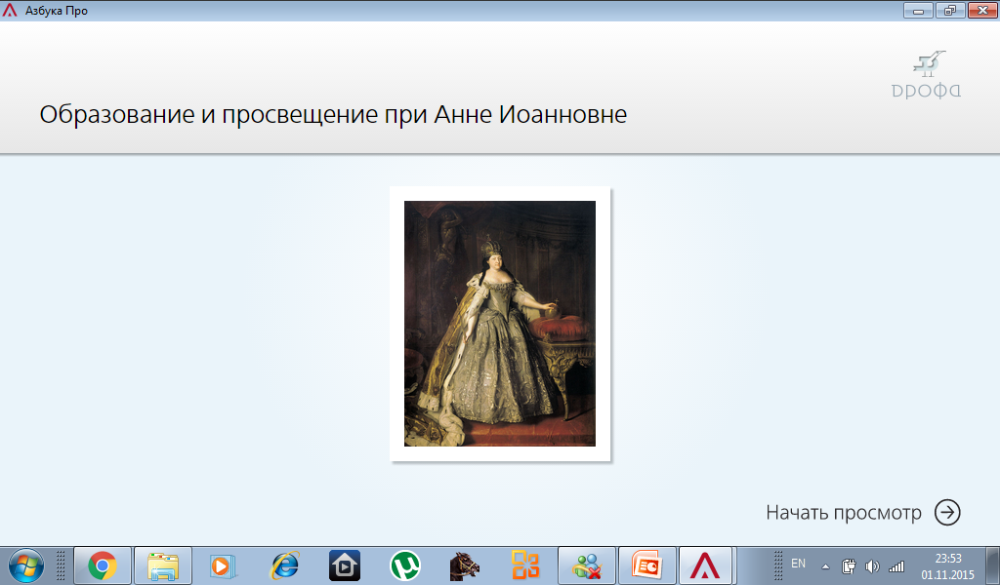 Азбука Про
дрофа
Образование и просвещение при Анне Иоанновне
Начать просмотр
EN
23:53
01.11.2015